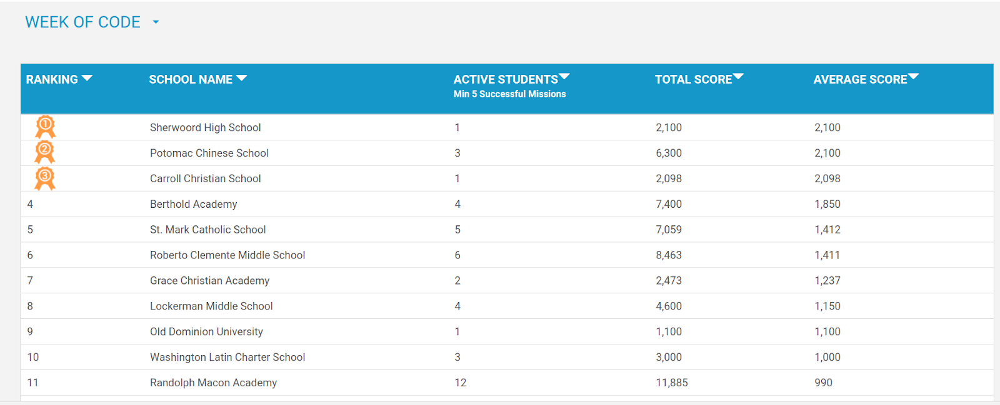 WEEK OF CODE
RANKING SCHOOL NAME ACTIVE STUDENTS TOTAL SCORE AVERAGE SCORE
Min 5 Successful Missions
1 Sherwoord High School 1 2,100 2,100
2 Potomac Chinese School 3 6,300 2,100
3 Carroll Christian School 1 2,098 2,098
4 Berthold Academy 4 7,400 1,850
5 St. Mark Catholic School 5 7,059 1,412
6 Roberto Clemente Middle School 6 8,463 1,411
7 Grace Christian Academy 2 2,473 1,237
8 Lockerman Middle School 4 4,600 1,150
9 Old Dominion University 1 1,100 1,100
10 Washington Latin Charter School 3 3,000 1,000
11 Randolph Macon Academy 12 11,885 990